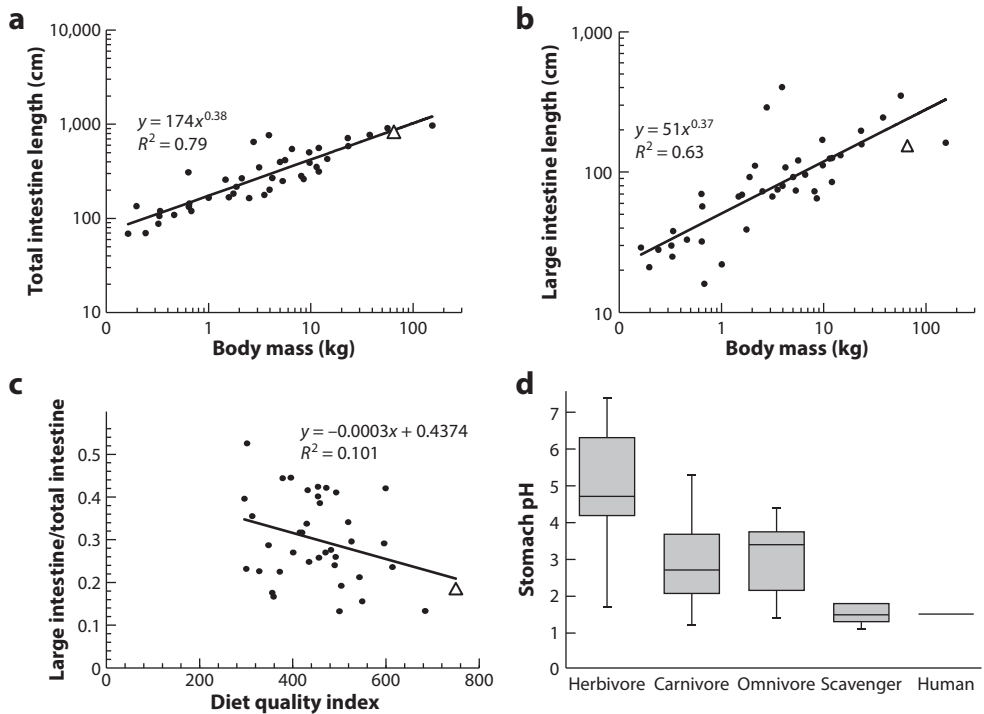 a
10,000
1,000
100
10
Total intestine length (cm)
y = 174x^0.38
R² = 0.79
0 1 10 100
Body mass (kg)
b
1,000
100
10
Large intestine length (cm)
y = 51x^0.37
R² = 0.63
0 1 10 100
Body mass (kg)
c
0.5
0.4
0.3
0.2
0.1
0
Large intestine/total intestine
y = –0.0003x + 0.4374
R² = 0.101
0 200 400 600 800
Diet quality index
d
7
6
5
4
3
2
1
0
Stomach pH
Herbivore Carnivore Omnivore Scavenger Human